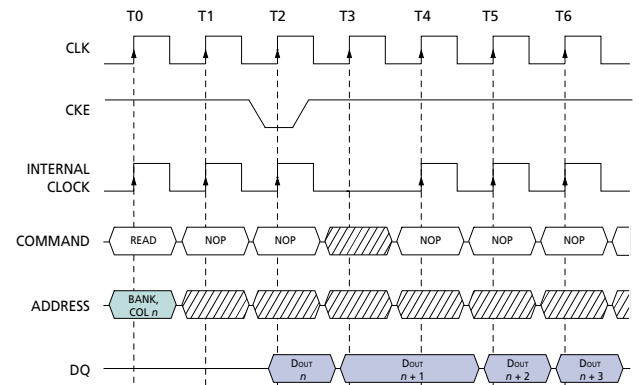 T0 T1 T2 T3 T4 T5 T6
CLK
CKE
INTERNAL
CLOCK
COMMAND READ NOP NOP NOP NOP NOP
ADDRESS BANK,
COL n
DQ DOUT DOUT DOUT DOUT
n n + 1 n + 2 n + 3